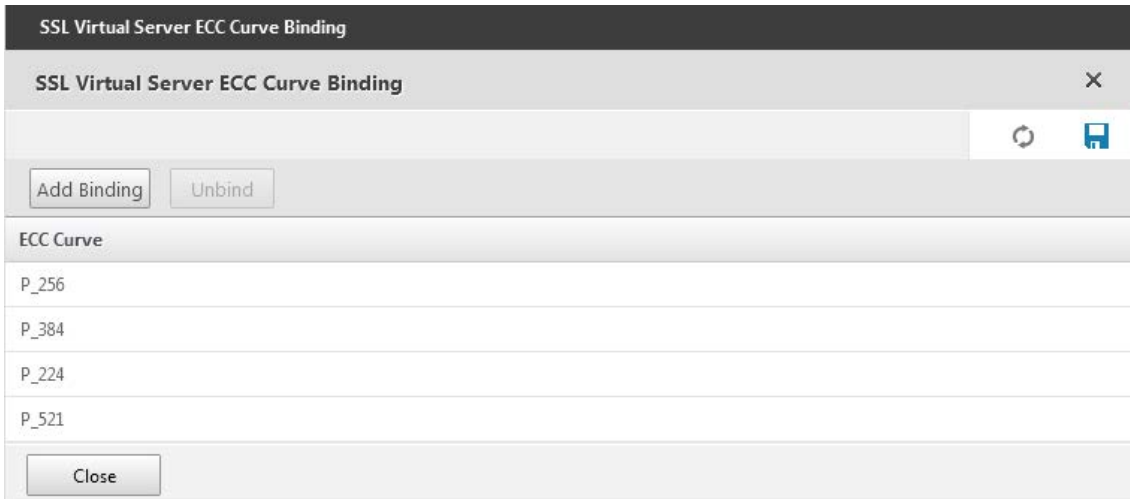 SSL Virtual Server ECC Curve Binding
SSL Virtual Server ECC Curve Binding
Add Binding Unbind
ECC Curve
P_256
P_384
P_224
P_521
Close